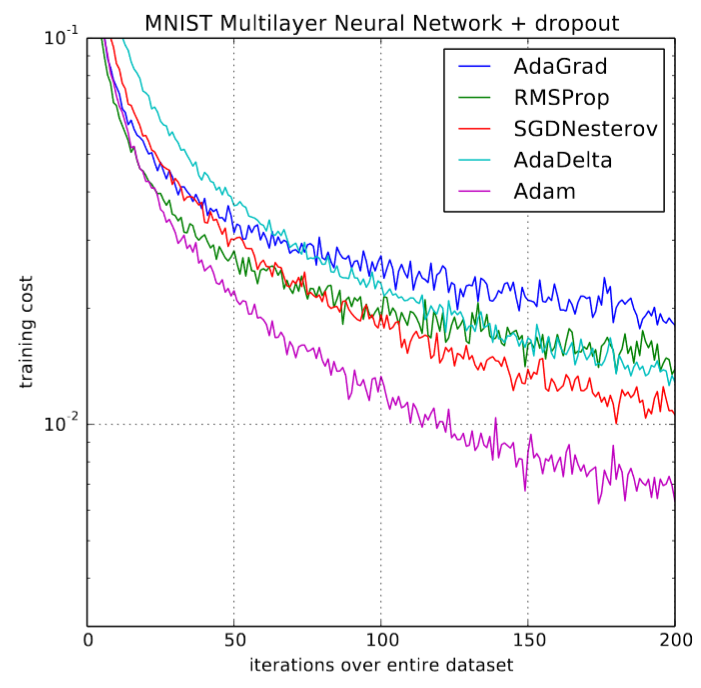 MNIST Multilayer Neural Network + dropout
10⁻¹
AdaGrad
RMSProp
SGDNesterov
AdaDelta
Adam
training cost
10⁻²
0 50 100 150 200
iterations over entire dataset